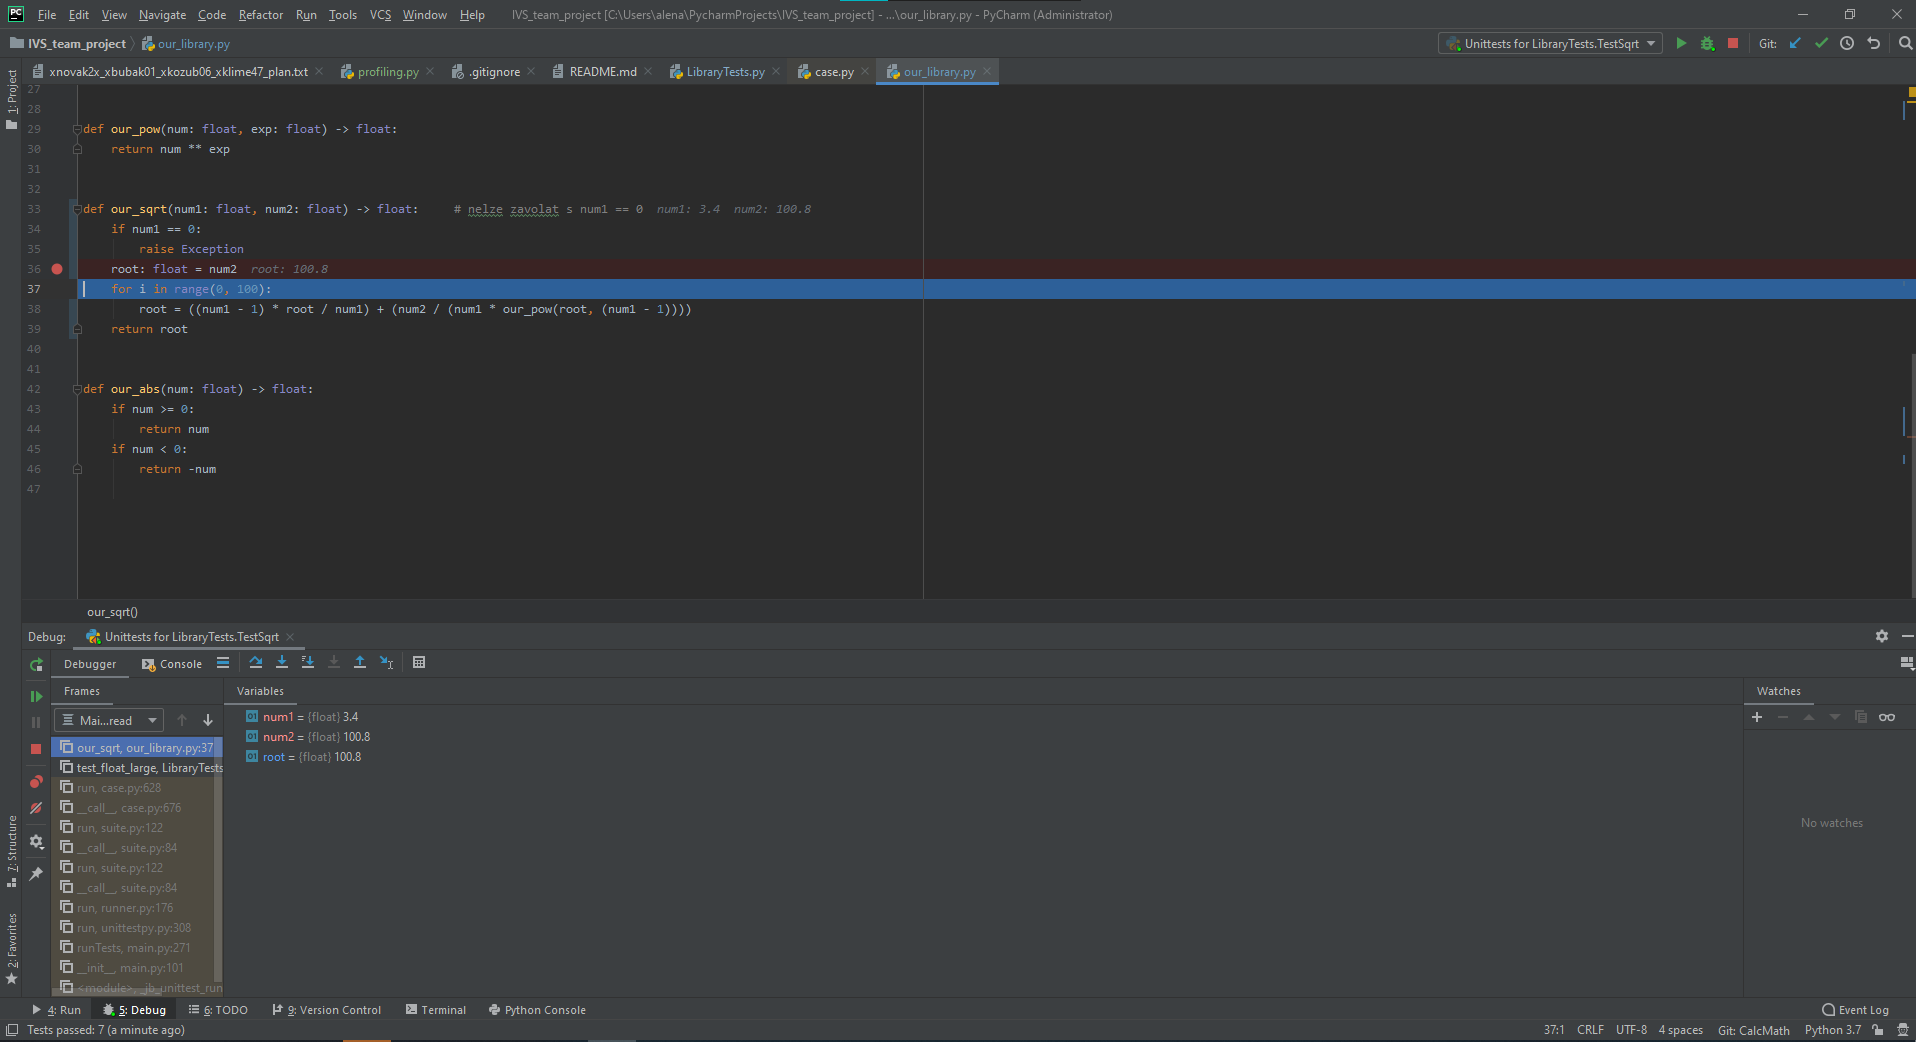 PC File Edit View Navigate Code Refactor Run Tools VCS Window Help IVS_team_project [C:\Users\alena\PycharmProjects\IVS_team_project] - ...\our_library.py - PyCharm (Administrator)
IVS_team_project our_library.py Unittests for LibraryTests.TestSqrt Git:
xnovak2x_xbubak01_xkozub06_xklime47_plan.txt profiling.py .gitignore README.md LibraryTests.py case.py our_library.py
1: Project
27
28
29 def our_pow(num: float, exp: float) -> float:
30 return num ** exp
31
32
33 def our_sqrt(num1: float, num2: float) -> float: # nelze zavolat s num1 == 0 num1: 3.4 num2: 100.8
34 if num1 == 0:
35 raise Exception
36 root: float = num2 root: 100.8
37 for i in range(0, 100):
38 root = ((num1 - 1) * root / num1) + (num2 / (num1 * our_pow(root, (num1 - 1))))
39 return root
40
41
42 def our_abs(num: float) -> float:
43 if num >= 0:
44 return num
45 if num < 0:
46 return -num
47
our_sqrt()
Debug: Unittests for LibraryTests.TestSqrt
Debugger Console
Frames Variables Watches
Mai...read
num1 = {float} 3.4
num2 = {float} 100.8
root = {float} 100.8
our_sqrt, our_library.py:37
test_float_large, LibraryTests
run, case.py:628
__call__, case.py:676
run, suite.py:122
__call__, suite.py:84
run, suite.py:122
__call__, suite.py:84
run, runner.py:176
run, unittestpy.py:308
runTests, main.py:271
__init__, main.py:101
<module>, _jb_unittest_run
No watches
7: Structure
2: Favorites
4: Run 5: Debug 6: TODO 9: Version Control Terminal Python Console Event Log
Tests passed: 7 (a minute ago) 37:1 CRLF UTF-8 4 spaces Git: CalcMath Python 3.7